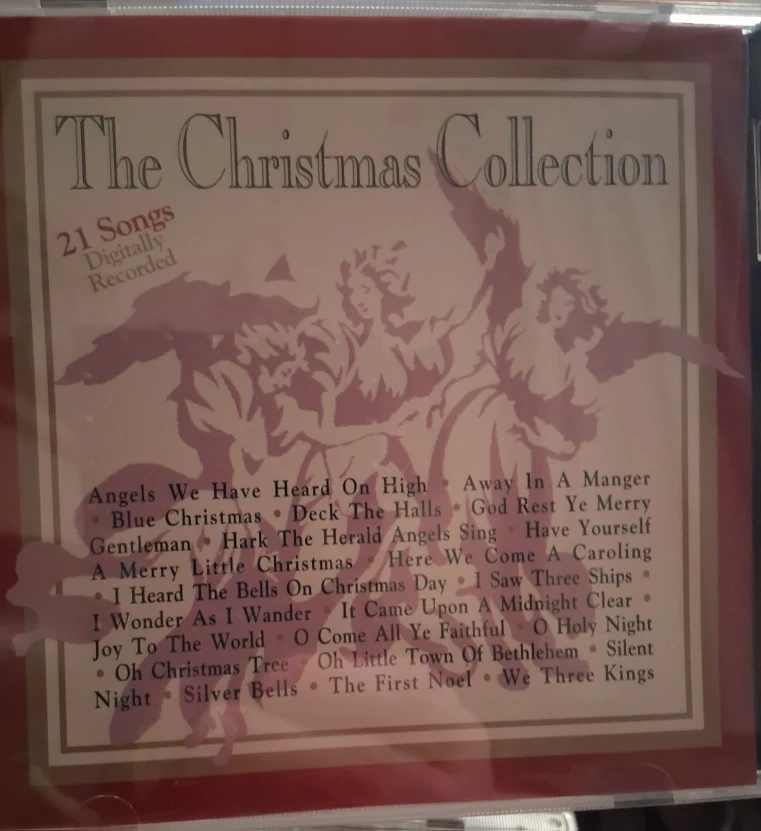 The Christmas Collection
21 Songs
Digitally
Recorded
Angels We Have Heard On High • Away In A Manger
• Blue Christmas • Deck The Halls • God Rest Ye Merry
Gentleman • Hark The Herald Angels Sing • Have Yourself
A Merry Little Christmas • Here We Come A Caroling
• I Heard The Bells On Christmas Day • I Saw Three Ships •
I Wonder As I Wander • It Came Upon A Midnight Clear •
Joy To The World • O Come All Ye Faithful • O Holy Night
• Oh Christmas Tree • Oh Little Town Of Bethlehem • Silent
Night • Silver Bells • The First Noel • We Three Kings